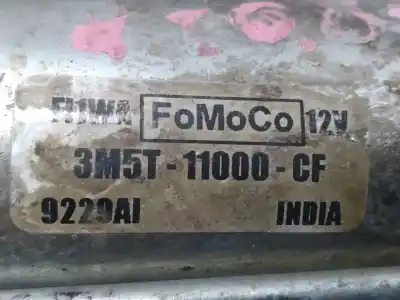 FoMoCo 12V
3M5T-11000-CF
9229AI INDIA